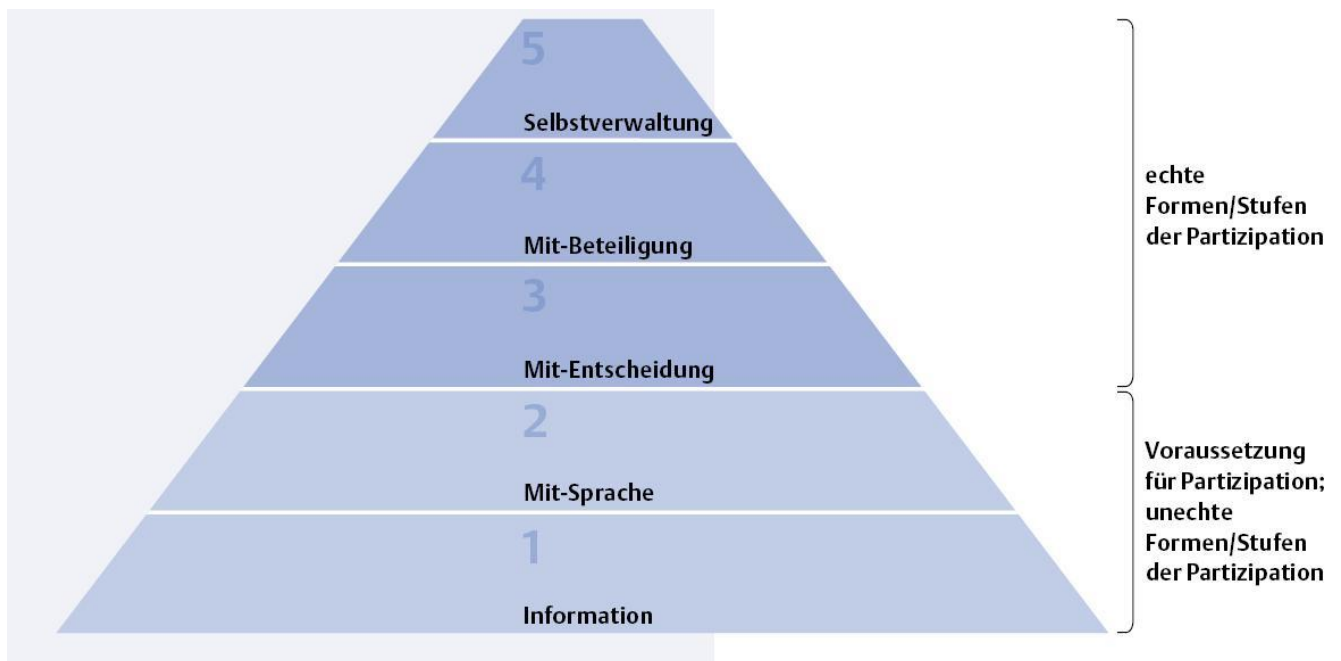 5
Selbstverwaltung
4
Mit-Beteiligung
3
Mit-Entscheidung
echte
Formen/Stufen
der Partizipation
2
Mit-Sprache
1
Information
Voraussetzung
für Partizipation;
unechte
Formen/Stufen
der Partizipation